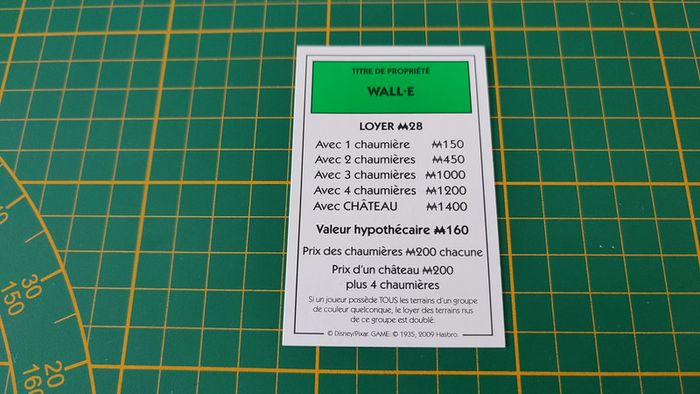 TITRE DE PROPRIÉTÉ
WALL·E
LOYER ₩28
Avec 1 chaumière ₩150
Avec 2 chaumières ₩450
Avec 3 chaumières ₩1000
Avec 4 chaumières ₩1200
Avec CHÂTEAU ₩1400
Valeur hypothécaire ₩160
Prix des chaumières ₩200 chacune
Prix d'un château ₩200
plus 4 chaumières
Si un joueur possède TOUS les terrains d'un groupe
de couleur quelconque, le loyer des terrains nus
de ce groupe est doublé.
© Disney/Pixar. GAME: © 1935, 2009 Hasbro.
30
150
20
160